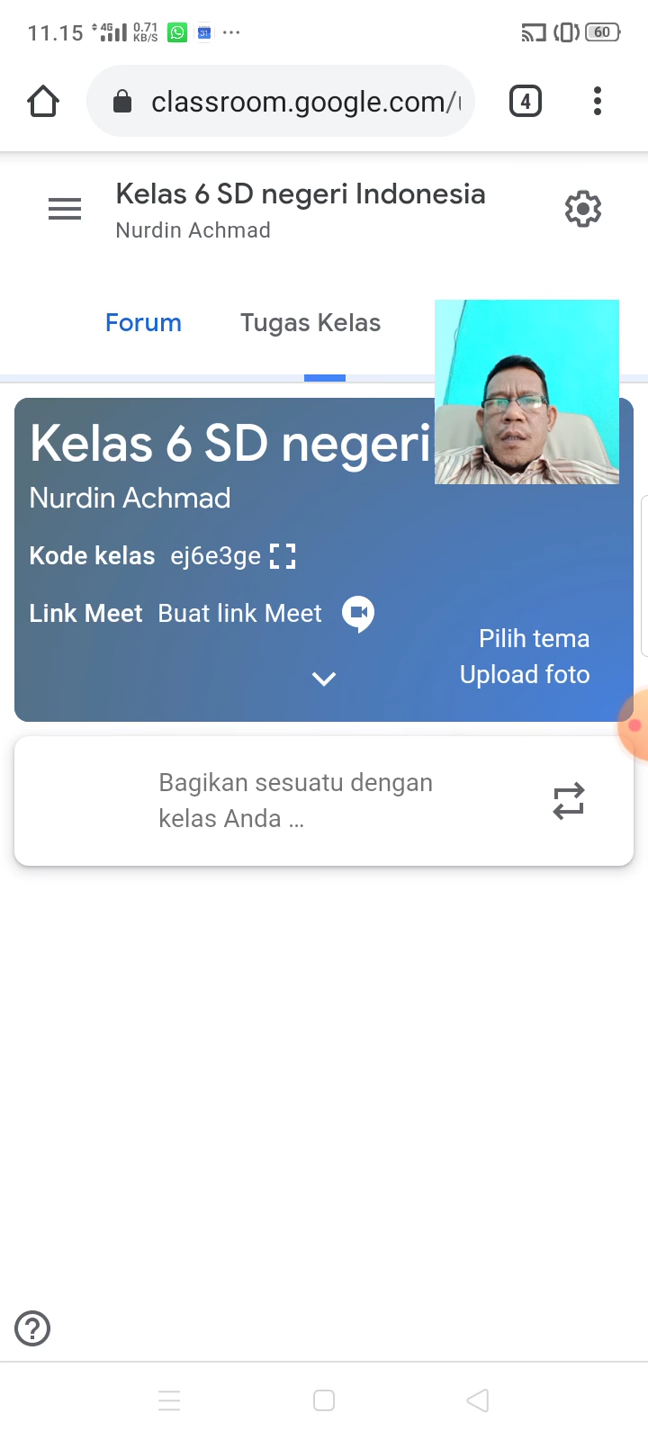 11.15 4G 0.71 KB/S 31 ... 60
classroom.google.com/ 4
Kelas 6 SD negeri Indonesia
Nurdin Achmad
Forum Tugas Kelas
Kelas 6 SD negeri
Nurdin Achmad
Kode kelas ej6e3ge
Link Meet Buat link Meet
Pilih tema
Upload foto
Bagikan sesuatu dengan
kelas Anda ...
?